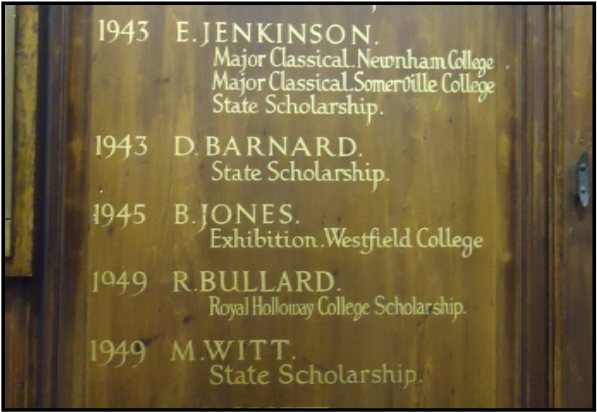 1943 E. JENKINSON.
Major Classical. Newnham College
Major Classical. Somerville College
State Scholarship.
1943 D. BARNARD.
State Scholarship.
1945 B. JONES.
Exhibition. Westfield College
1949 R. BULLARD.
Royal Holloway College Scholarship.
1949 M. WITT.
State Scholarship.